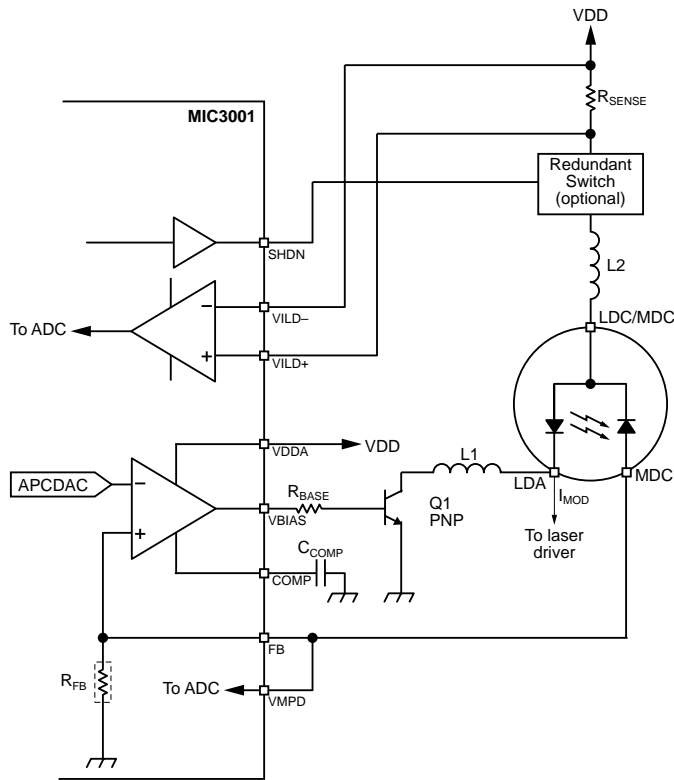 VDD
MIC3001
RSENSE
Redundant
Switch
(optional)
SHDN
L2
VILD–
LDC/MDC
To ADC
–
+
VILD+
VDDA
VDD
L1
APCDAC
–
+
RBASE
VBIAS
Q1
PNP
LDA
MDC
IMOD
To laser
driver
CCOMP
COMP
FB
RFB
To ADC
VMPD